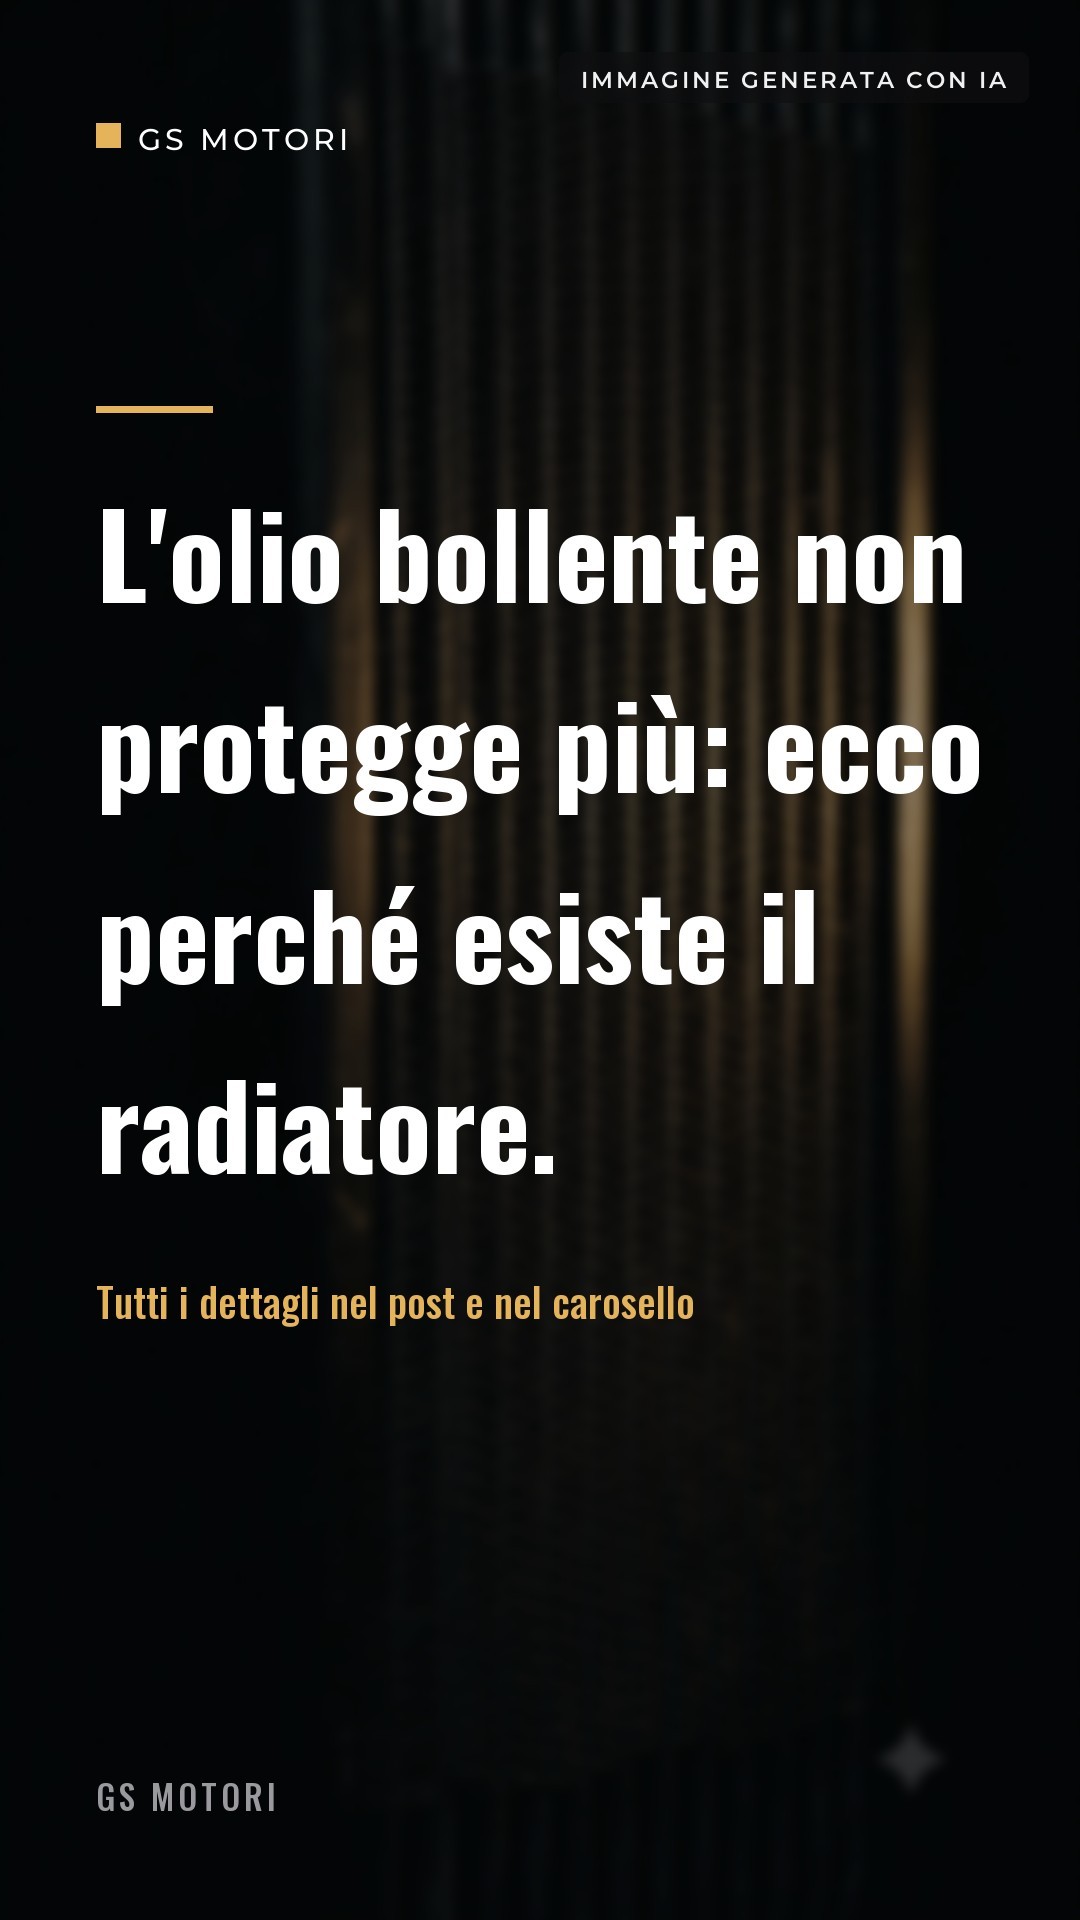 IMMAGINE GENERATA CON IA
GS MOTORI
L'olio bollente non
protegge più: ecco
perché esiste il
radiatore.
Tutti i dettagli nel post e nel carosello
GS MOTORI